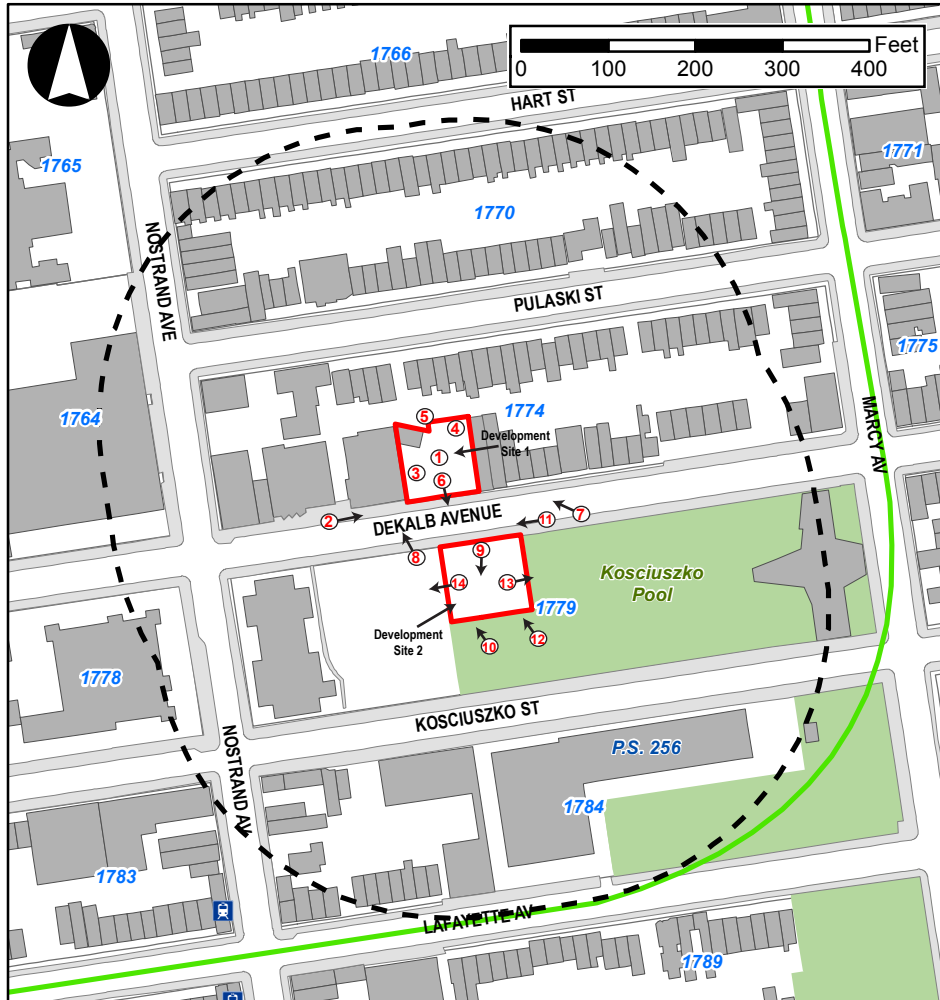 1766
Feet
0 100 200 300 400
HART ST
1765
1771
1770
NOSTRAND AVE
PULASKI ST
1775
1764
1774
5
4
Development
Site 1
1
3
6
MARCY AV
2
DEKALB AVENUE
11
7
8
9
14
13
Kosciuszko
Pool
1779
Development
Site 2
10
12
1778
KOSCIUSZKO ST
NOSTRAND AV
P.S. 256
1784
1783
LAFAYETTE AV
1789